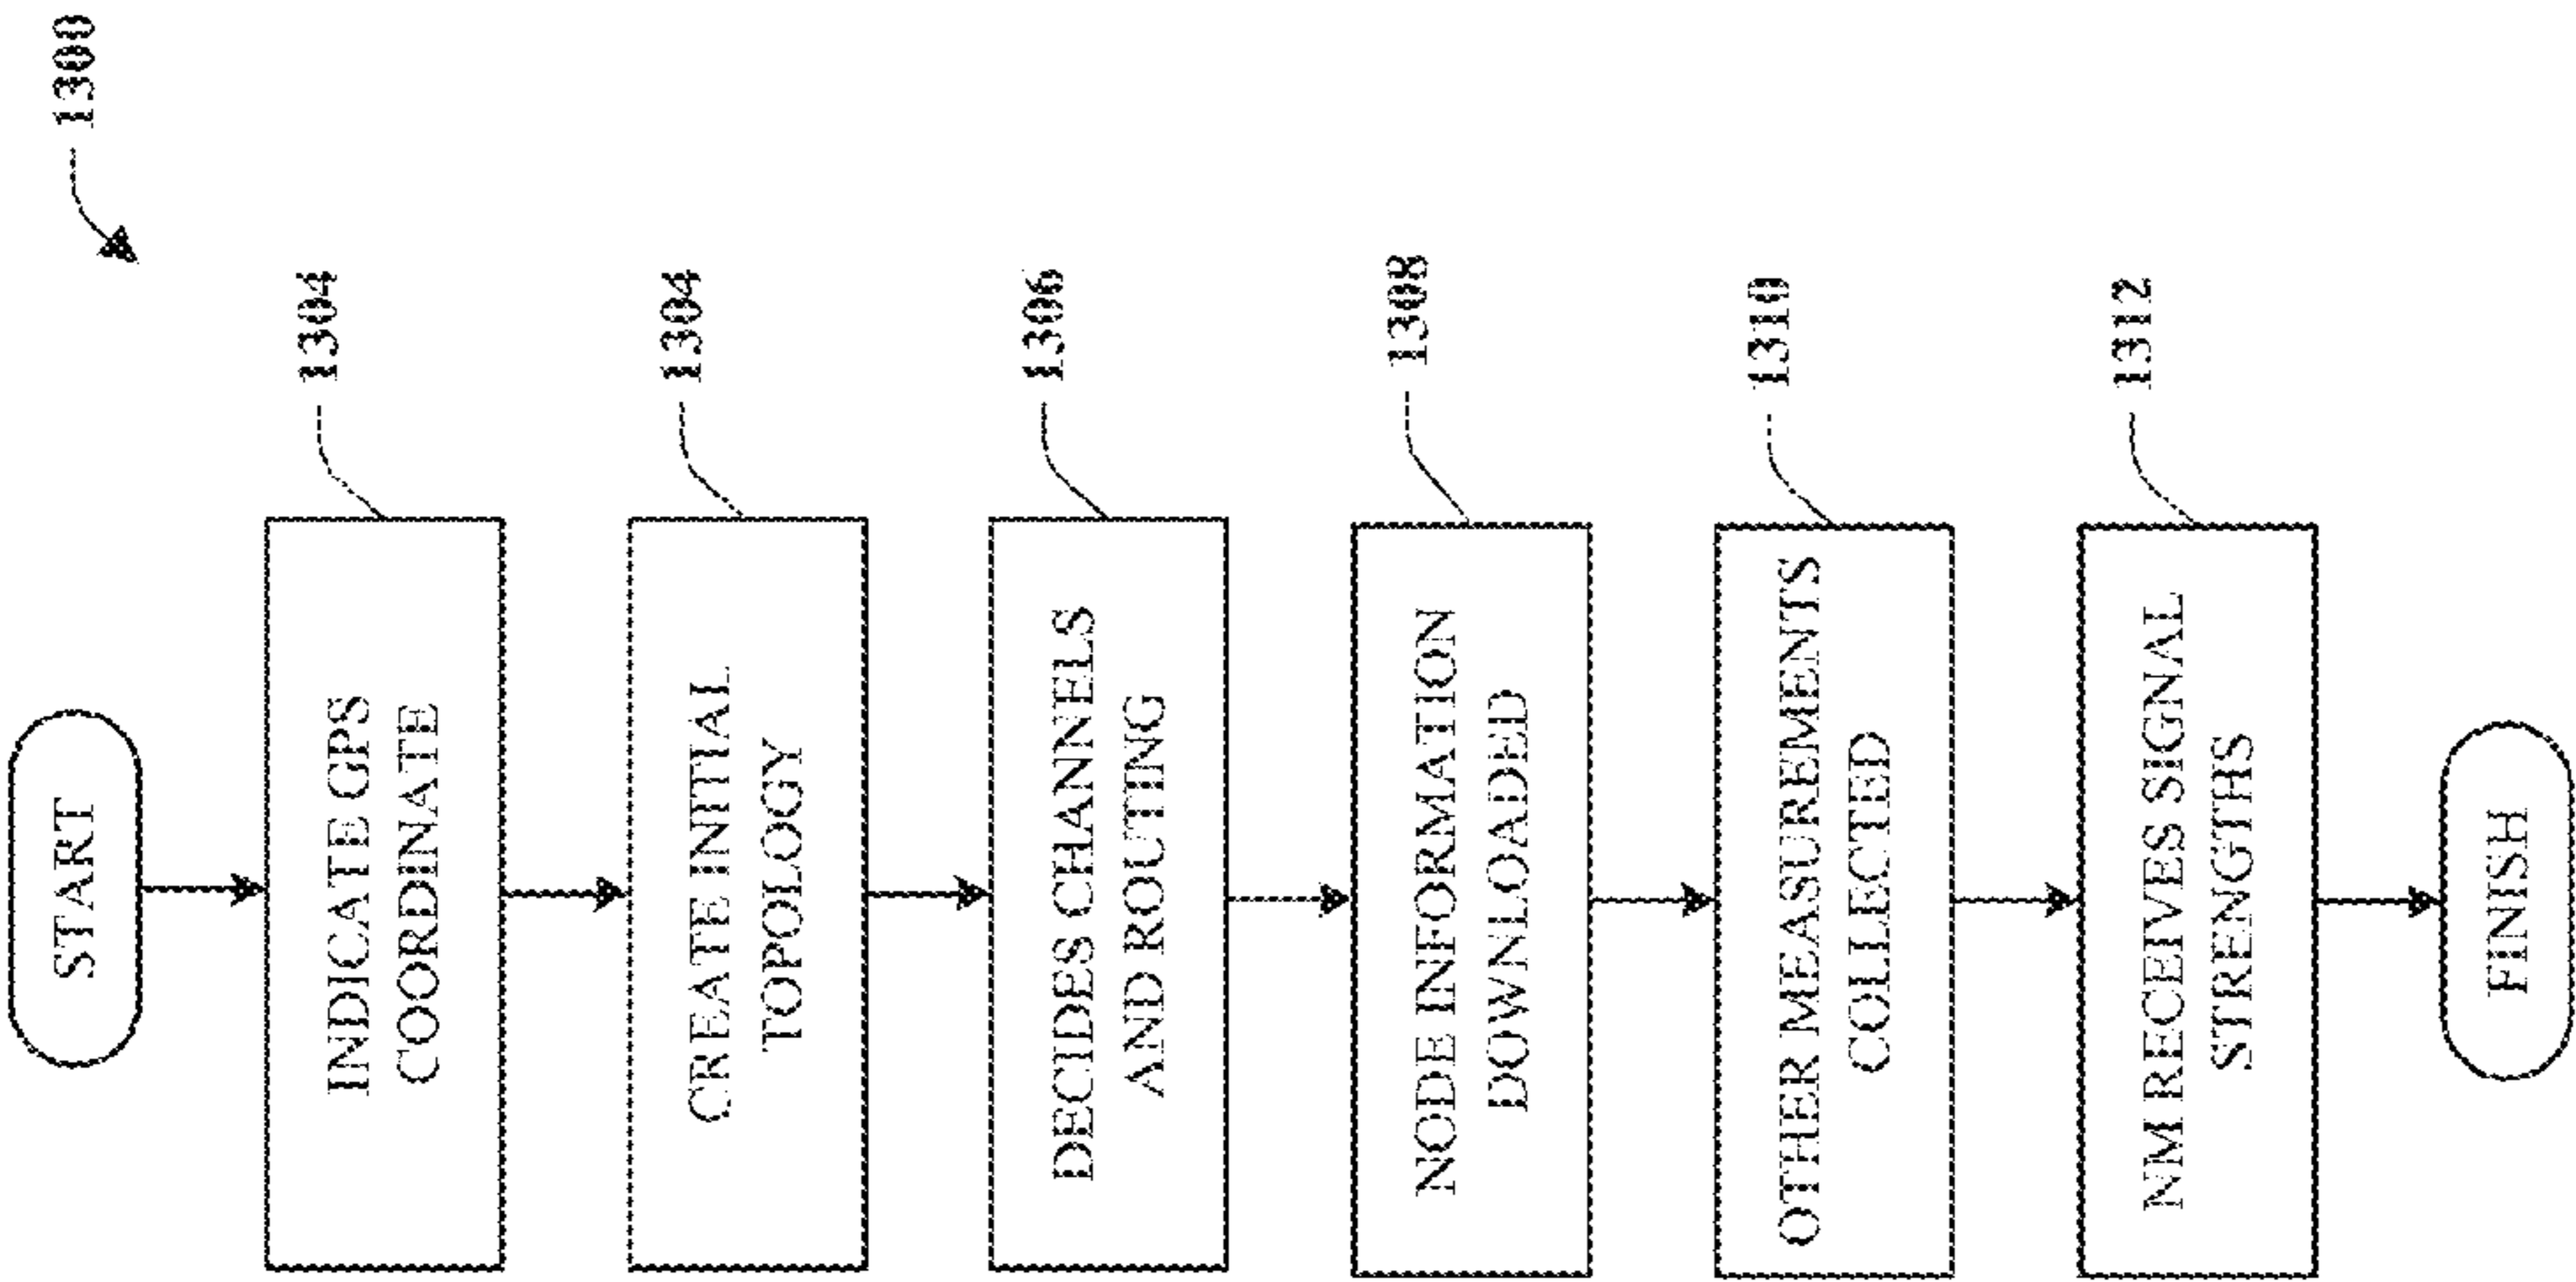 1300
START
1304
INDICATE GPS
COORDINATE
1304
CREATE INITIAL
TOPOLOGY
1306
DECIDES CHANNELS
AND ROUTING
1308
NODE INFORMATION
DOWNLOADED
1310
OTHER MEASUREMENTS
COLLECTED
1312
NM RECEIVES SIGNAL
STRENGTHS
FINISH